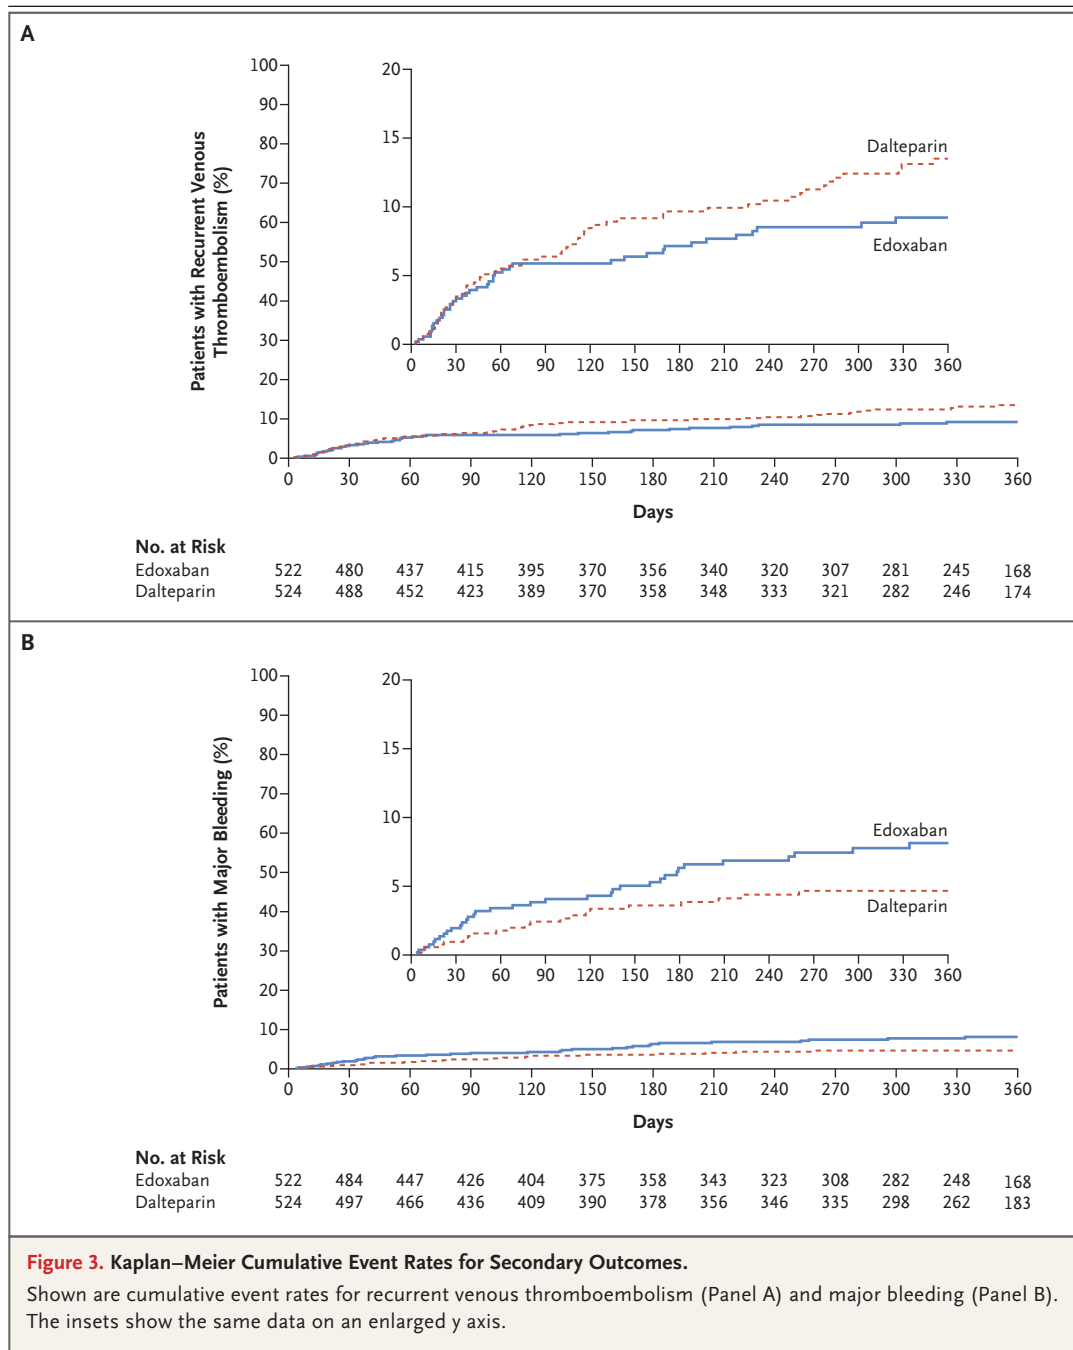 A
Patients with Recurrent Venous
Thromboembolism (%)
100
90
80
70
60
50
40
30
20
10
0
20
15
10
5
0
Dalteparin
Edoxaban
0 30 60 90 120 150 180 210 240 270 300 330 360
0 30 60 90 120 150 180 210 240 270 300 330 360
Days
No. at Risk
Edoxaban 522 480 437 415 395 370 356 340 320 307 281 245 168
Dalteparin 524 488 452 423 389 370 358 348 333 321 282 246 174
B
Patients with Major Bleeding (%)
100
90
80
70
60
50
40
30
20
10
0
20
15
10
5
0
Edoxaban
Dalteparin
0 30 60 90 120 150 180 210 240 270 300 330 360
0 30 60 90 120 150 180 210 240 270 300 330 360
Days
No. at Risk
Edoxaban 522 484 447 426 404 375 358 343 323 308 282 248 168
Dalteparin 524 497 466 436 409 390 378 356 346 335 298 262 183
Figure 3. Kaplan–Meier Cumulative Event Rates for Secondary Outcomes.
Shown are cumulative event rates for recurrent venous thromboembolism (Panel A) and major bleeding (Panel B).
The insets show the same data on an enlarged y axis.